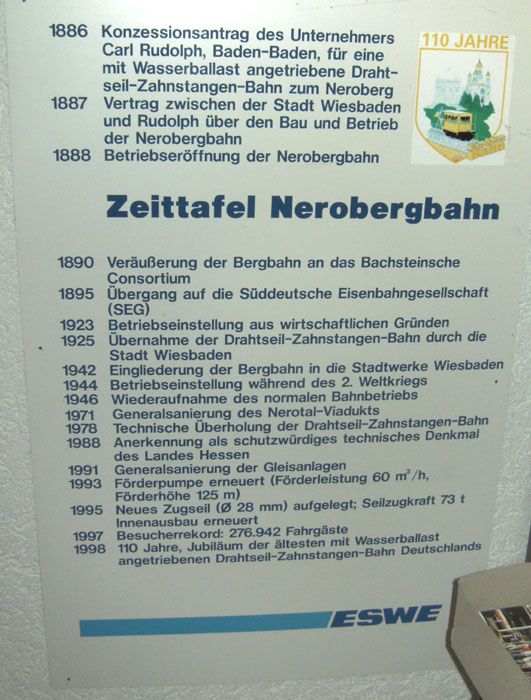 1886 Konzessionsantrag des Unternehmers
Carl Rudolph, Baden-Baden, für eine
mit Wasserballast angetriebene Draht-
seil-Zahnstangen-Bahn zum Neroberg
1887 Vertrag zwischen der Stadt Wiesbaden
und Rudolph über den Bau und Betrieb
der Nerobergbahn
1888 Betriebseröffnung der Nerobergbahn
110 JAHRE
Zeittafel Nerobergbahn
1890 Veräußerung der Bergbahn an das Bachsteinsche
Consortium
1895 Übergang auf die Süddeutsche Eisenbahngesellschaft
(SEG)
1923 Betriebseinstellung aus wirtschaftlichen Gründen
1925 Übernahme der Drahtseil-Zahnstangen-Bahn durch die
Stadt Wiesbaden
1942 Eingliederung der Bergbahn in die Stadtwerke Wiesbaden
1944 Betriebseinstellung während des 2. Weltkriegs
1946 Wiederaufnahme des normalen Bahnbetriebs
1971 Generalsanierung des Nerotal-Viadukts
1978 Technische Überholung der Drahtseil-Zahnstangen-Bahn
1988 Anerkennung als schutzwürdiges technisches Denkmal
des Landes Hessen
1991 Generalsanierung der Gleisanlagen
1993 Förderpumpe erneuert (Förderleistung 60 m³/h,
Förderhöhe 125 m)
1995 Neues Zugseil (Ø 28 mm) aufgelegt; Seilzugkraft 73 t
Innenausbau erneuert
1997 Besucherrekord: 276.942 Fahrgäste
1998 110 Jahre, Jubiläum der ältesten mit Wasserballast
angetriebenen Drahtseil-Zahnstangen-Bahn Deutschlands
ESWE